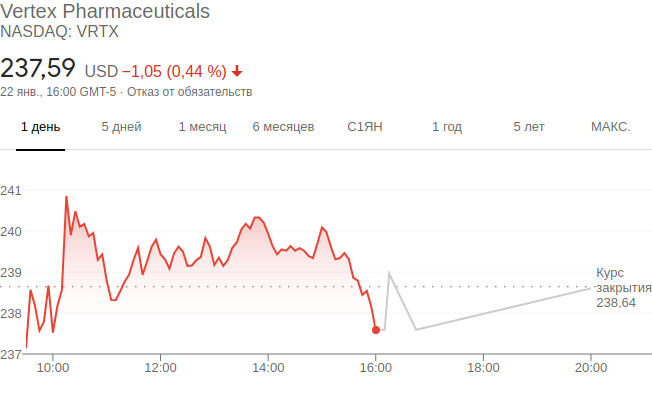 Vertex Pharmaceuticals
NASDAQ: VRTX
237,59 USD −1,05 (0,44 %)
22 янв., 16:00 GMT-5 · Отказ от обязательств
1 день 5 дней 1 месяц 6 месяцев С1ЯН 1 год 5 лет МАКС.
241
240
239
238
237
Курс
закрытия
238,64
10:00 12:00 14:00 16:00 18:00 20:00